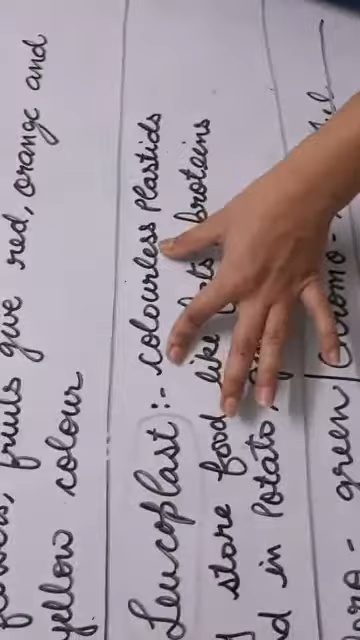 fruits give red, orange and
yellow colour
Leucoplast :- colourless Plastids
store food like fats proteins
in Potato,
green / Chromo-